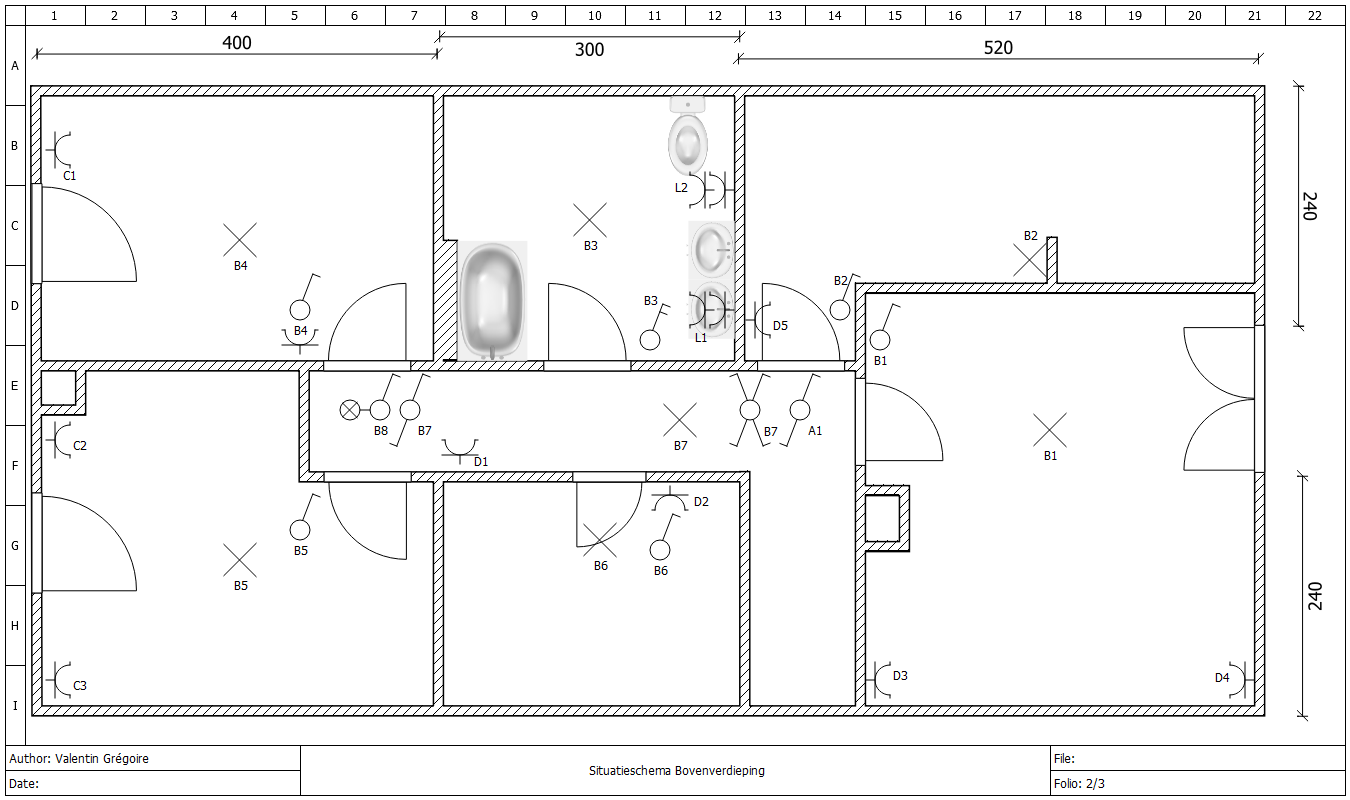 1 2 3 4 5 6 7 8 9 10 11 12 13 14 15 16 17 18 19 20 21 22
400
300
520
A
B
C
D
E
F
G
H
I
C1
L2
240
B4
B3
B2
B4
B3
L1
D5
B2
B1
C2
B8
B7
D1
B7
B7
A1
B1
B5
B5
D2
B6
B6
240
C3
D3
D4
Author: Valentin Grégoire
Date:
Situatieschema Bovenverdieping
File:
Folio: 2/3